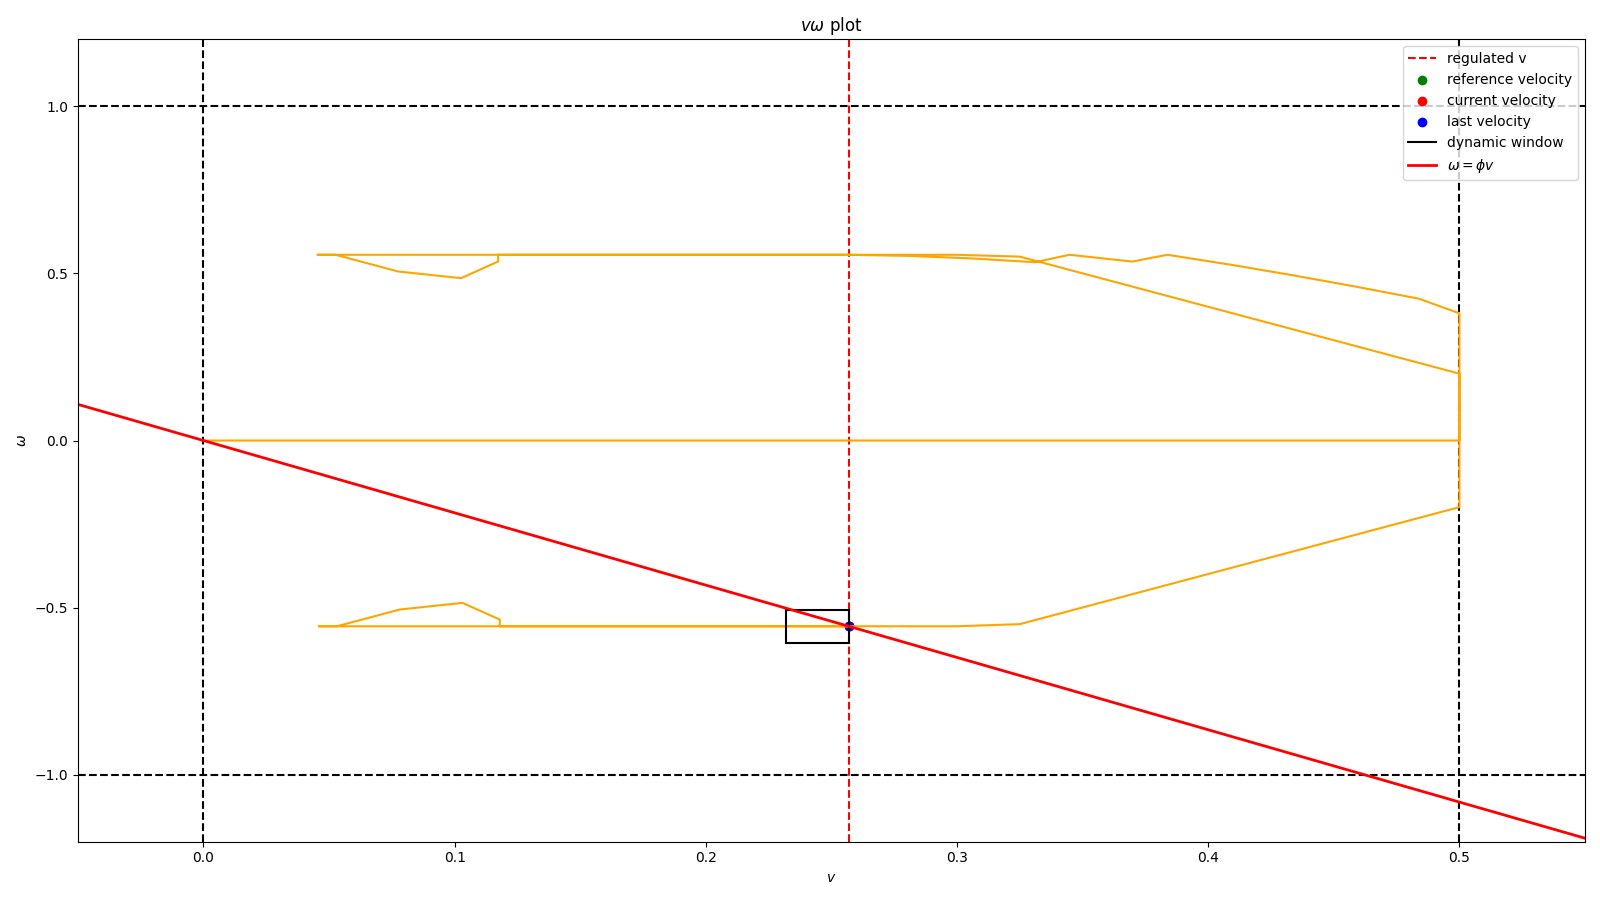 vω plot
regulated v
reference velocity
current velocity
last velocity
dynamic window
ω = ϕv
1.0
0.5
0.0
−0.5
−1.0
ω
0.0 0.1 0.2 0.3 0.4 0.5
v